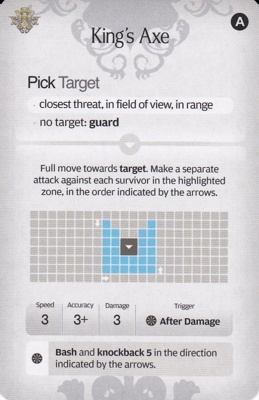 A
King's Axe
Pick Target
· closest threat, in field of view, in range
· no target: guard
Full move towards target. Make a separate
attack against each survivor in the highlighted
zone, in the order indicated by the arrows.
Speed Accuracy Damage Trigger
3 3+ 3 After Damage
Bash and knockback 5 in the direction
indicated by the arrows.